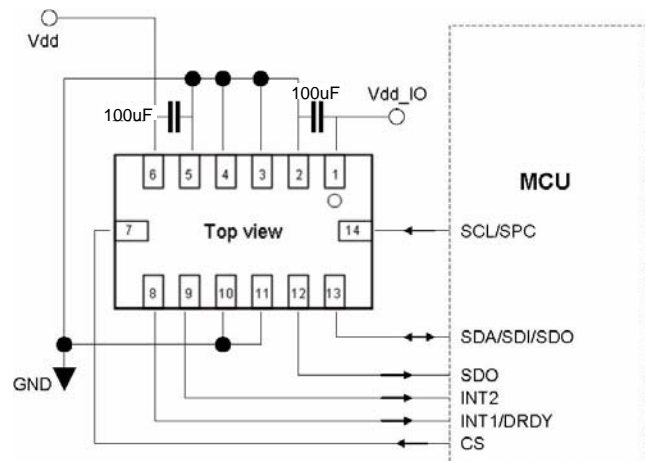 Vdd
100uF
100uF
Vdd_IO
6 5 4 3 2 1
MCU
7
Top view
14
SCL/SPC
8 9 10 11 12 13
SDA/SDI/SDO
SDO
GND
INT2
INT1/DRDY
CS